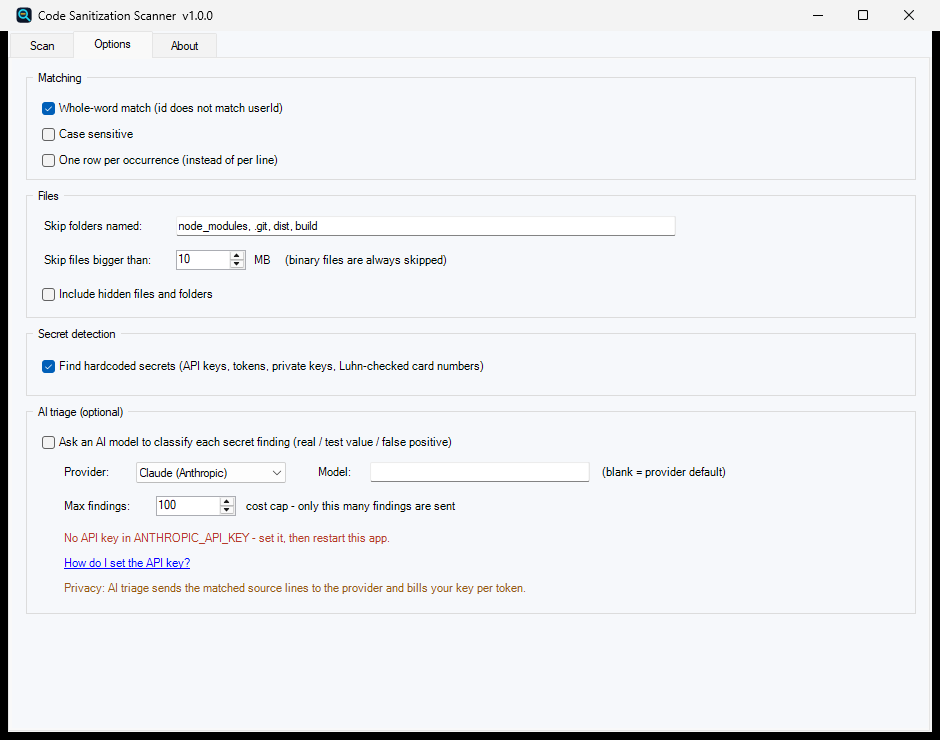 Code Sanitization Scanner v1.0.0
Scan Options About
Matching
Whole-word match (id does not match userId)
Case sensitive
One row per occurrence (instead of per line)
Files
Skip folders named: node_modules, .git, dist, build
Skip files bigger than: 10 MB (binary files are always skipped)
Include hidden files and folders
Secret detection
Find hardcoded secrets (API keys, tokens, private keys, Luhn-checked card numbers)
AI triage (optional)
Ask an AI model to classify each secret finding (real / test value / false positive)
Provider: Claude (Anthropic) Model: (blank = provider default)
Max findings: 100 cost cap - only this many findings are sent
No API key in ANTHROPIC_API_KEY - set it, then restart this app.
How do I set the API key?
Privacy: AI triage sends the matched source lines to the provider and bills your key per token.